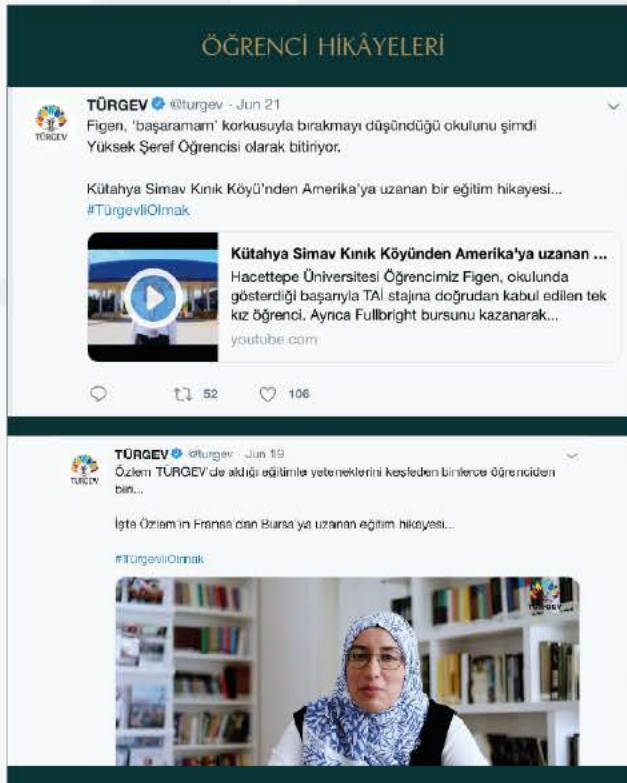 ÖĞRENCİ HİKÂYELERİ
TÜRGEV @turgev · Jun 21
TÜRGEV
Figen, 'başaramam' korkusuyla bırakmayı düşündüğü okulunu şimdi
Yüksek Şeref Öğrencisi olarak bitiriyor.
Kütahya Simav Kınık Köyü'nden Amerika'ya uzanan bir eğitim hikayesi...
#TürgevliOlmak
Kütahya Simav Kınık Köyünden Amerika'ya uzanan ...
Hacettepe Üniversitesi Öğrencimiz Figen, okulunda
gösterdiği başarıyla TAİ stajına doğrudan kabul edilen tek
kız öğrenci. Ayrıca Fullbright bursunu kazanarak...
youtube.com
52 106
TÜRGEV @turgev · Jun 19
TÜRGEV
Özlem TÜRGEV'de aldığı eğitimle yeteneklerini keşfeden binlerce öğrenciden
biri...
İşte Özlem'in Fransa'dan Bursa'ya uzanan eğitim hikayesi...
#TürgevliOlmak
TÜRGEV